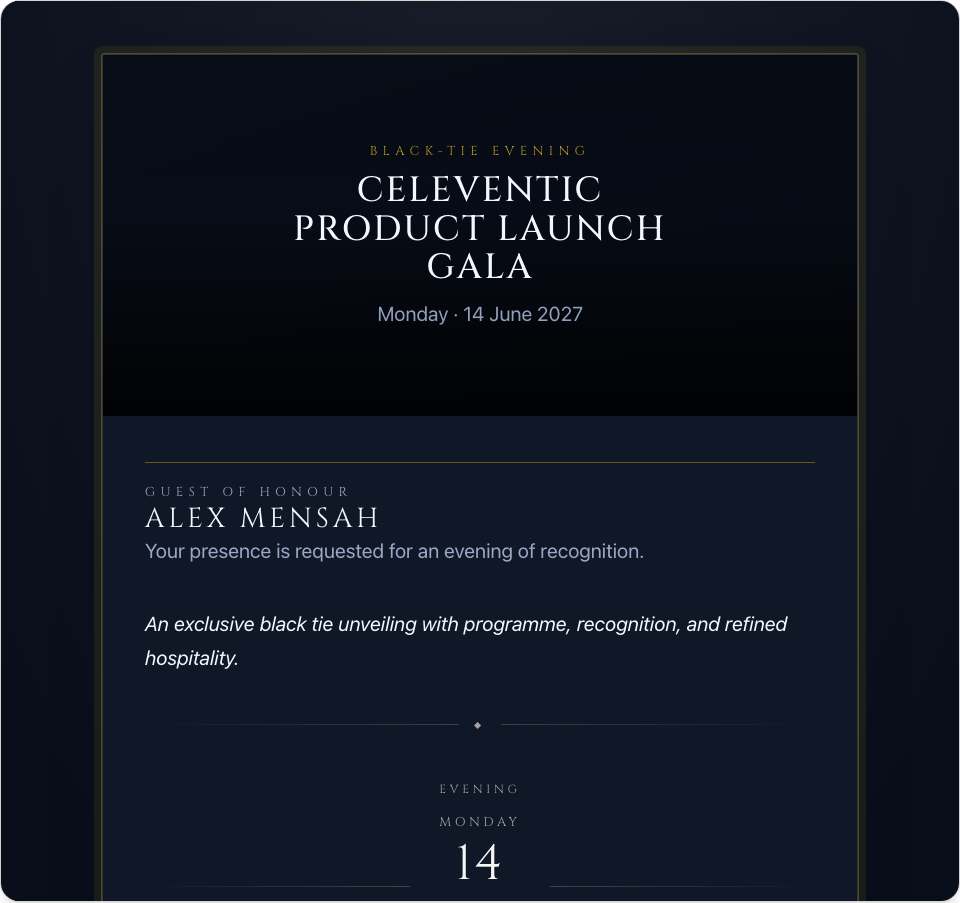 BLACK-TIE EVENING
CELEVENTIC
PRODUCT LAUNCH
GALA
Monday · 14 June 2027
GUEST OF HONOUR
ALEX MENSAH
Your presence is requested for an evening of recognition.
An exclusive black tie unveiling with programme, recognition, and refined
hospitality.
EVENING
MONDAY
14